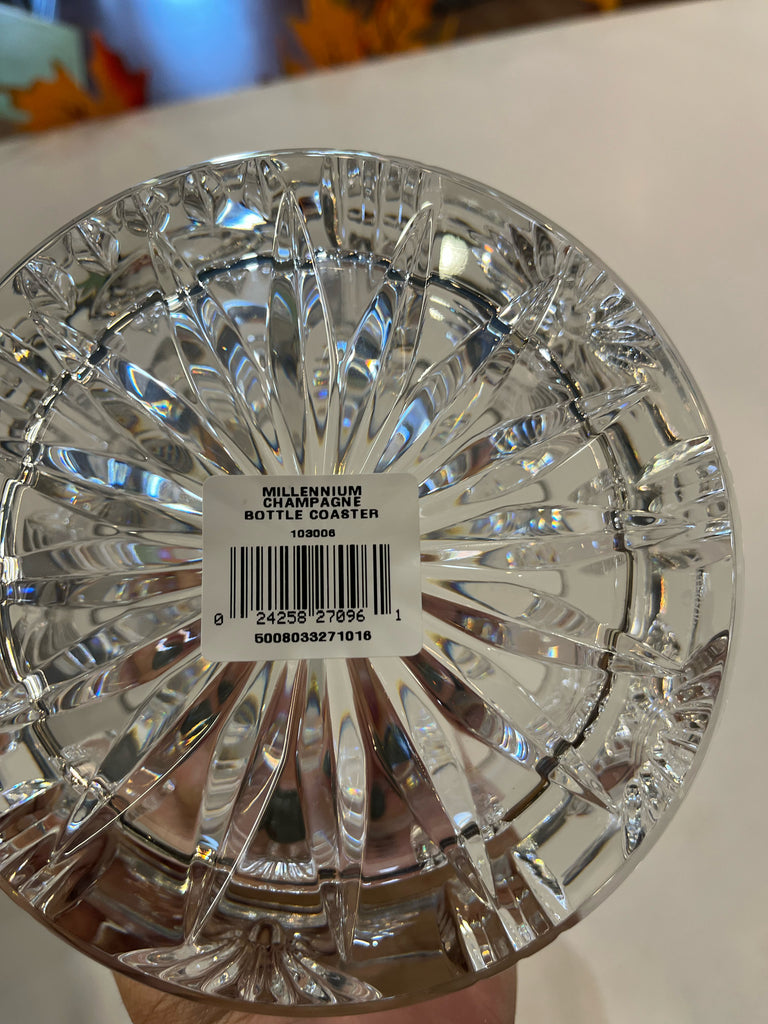 MILLENNIUM
CHAMPAGNE
BOTTLE COASTER
103006
0 24258 27096 1
5008033271016